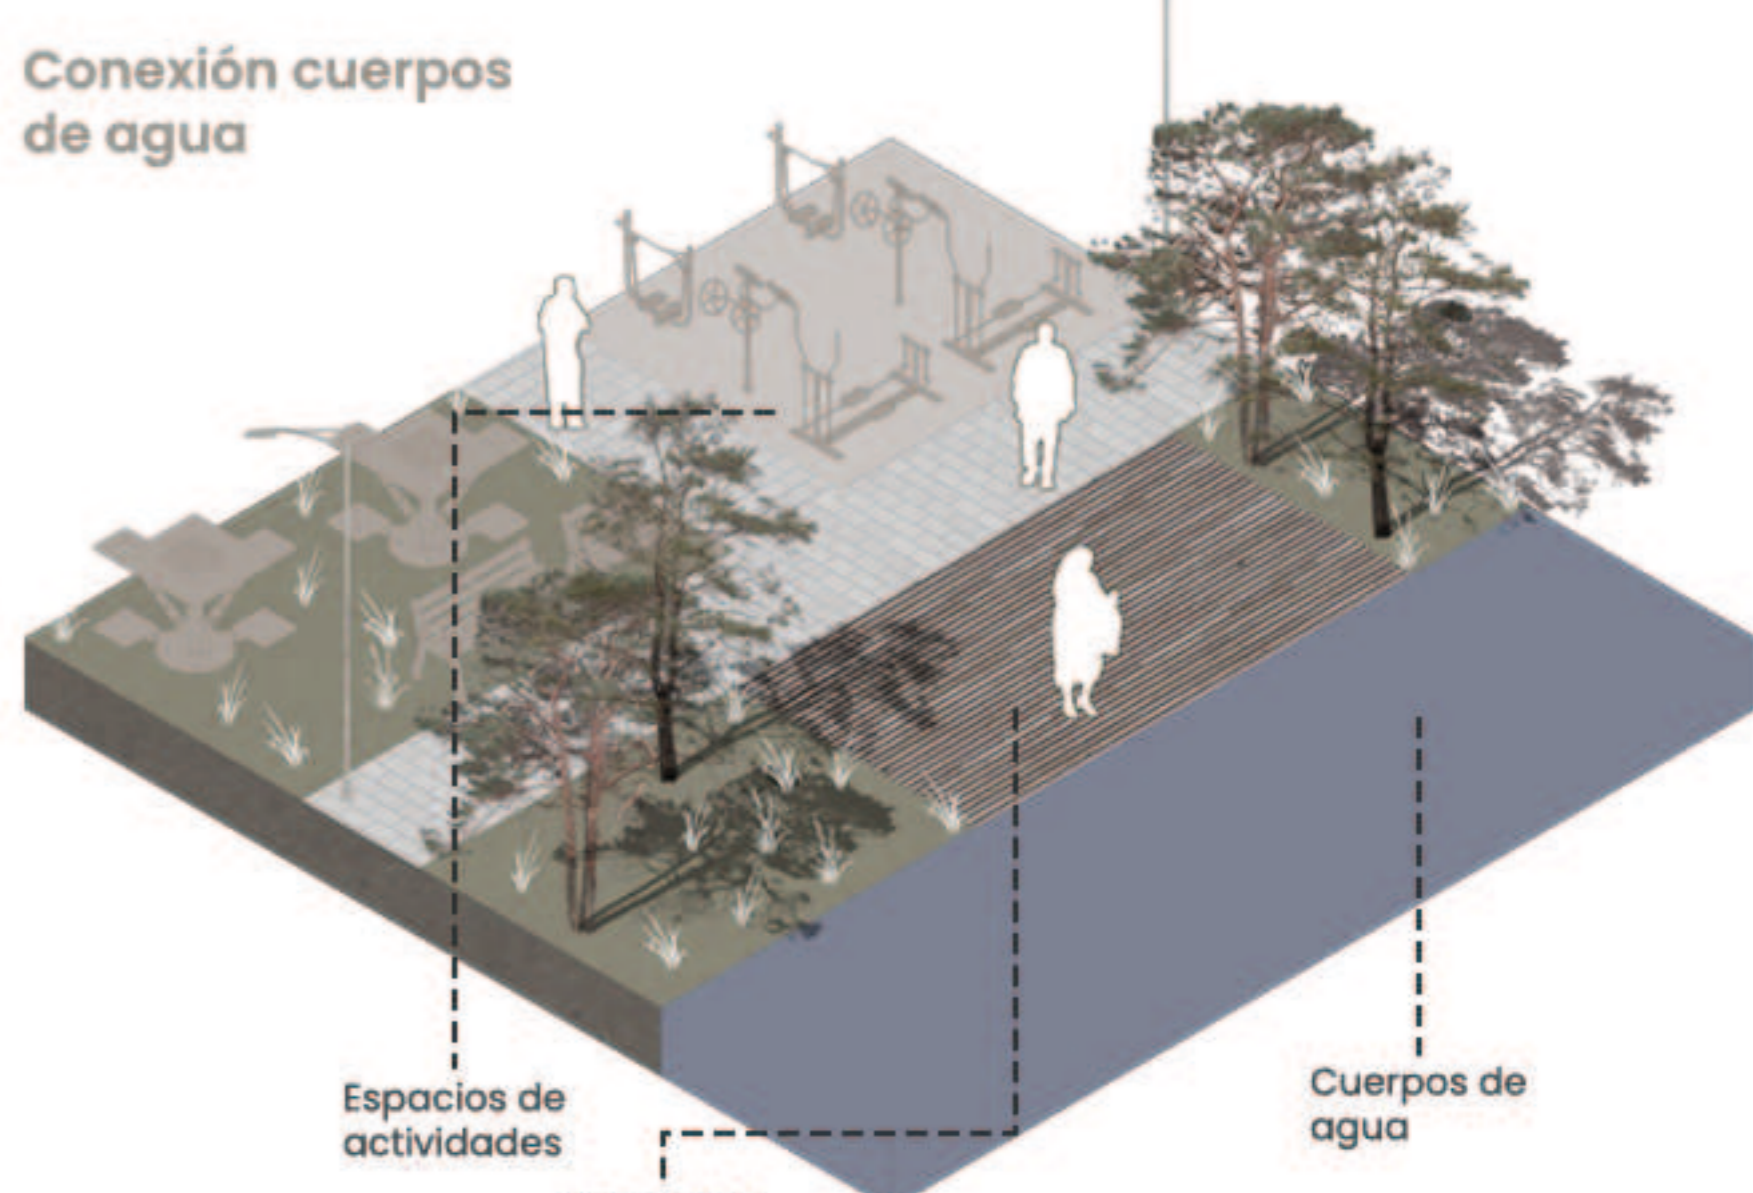 Conexión cuerpos
de agua
Espacios de
actividades
Cuerpos de
agua